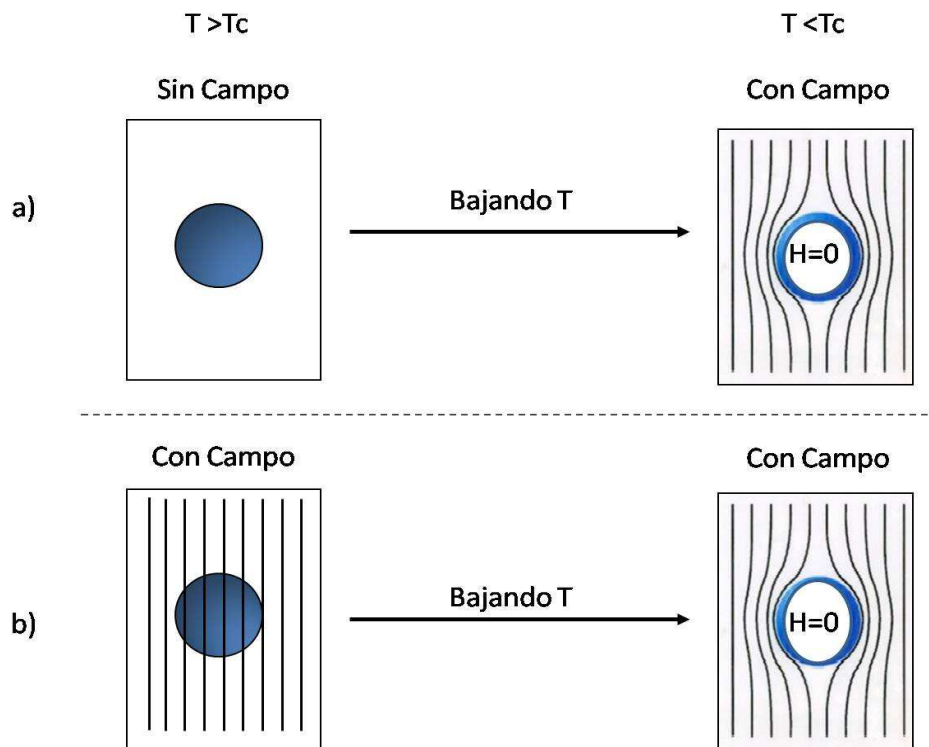 T >Tc
T <Tc
Sin Campo
Con Campo
a)
Bajando T
H=0
Con Campo
Con Campo
b)
Bajando T
H=0